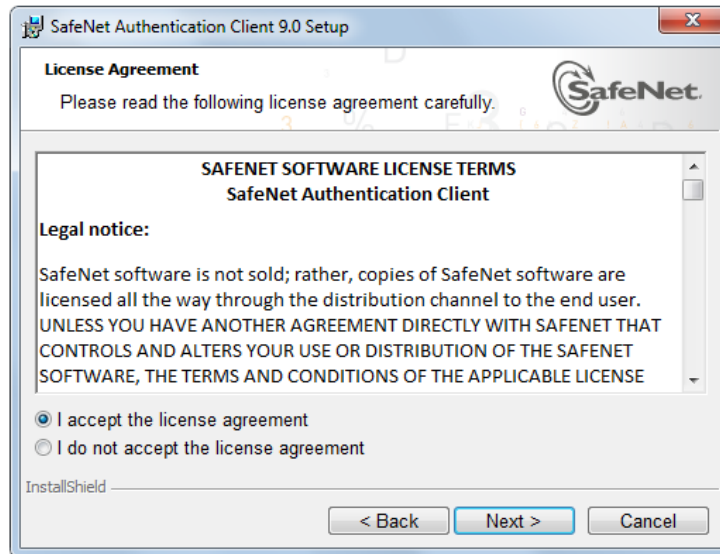 SafeNet Authentication Client 9.0 Setup
License Agreement
Please read the following license agreement carefully.
SafeNet.
SAFENET SOFTWARE LICENSE TERMS
SafeNet Authentication Client
Legal notice:
SafeNet software is not sold; rather, copies of SafeNet software are
licensed all the way through the distribution channel to the end user.
UNLESS YOU HAVE ANOTHER AGREEMENT DIRECTLY WITH SAFENET THAT
CONTROLS AND ALTERS YOUR USE OR DISTRIBUTION OF THE SAFENET
SOFTWARE, THE TERMS AND CONDITIONS OF THE APPLICABLE LICENSE
I accept the license agreement
I do not accept the license agreement
InstallShield
< Back
Next >
Cancel